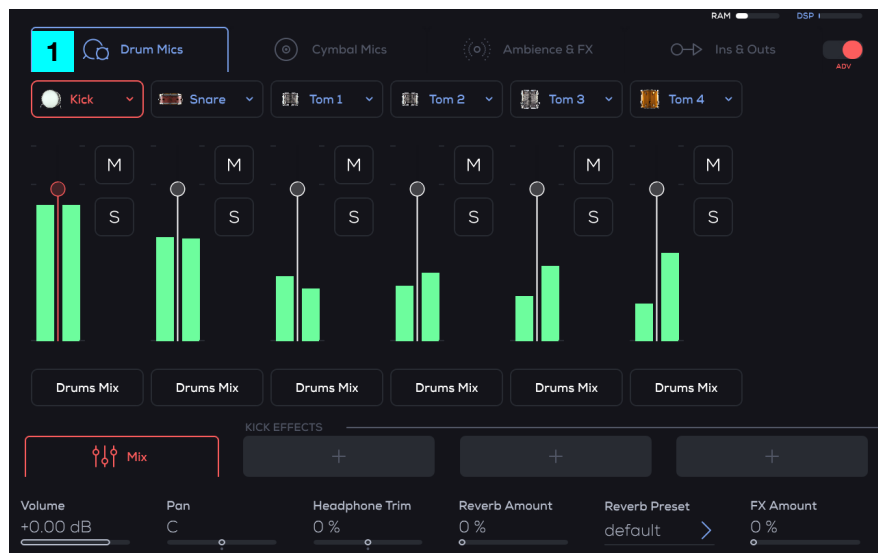 RAM DSP
1 Drum Mics Cymbal Mics Ambience & FX Ins & Outs ADV
Kick Snare Tom 1 Tom 2 Tom 3 Tom 4
M M M M M M
S S S S S S
Drums Mix Drums Mix Drums Mix Drums Mix Drums Mix Drums Mix
KICK EFFECTS
Mix + + +
Volume Pan Headphone Trim Reverb Amount Reverb Preset FX Amount
+0.00 dB C 0 % 0 % default 0 %